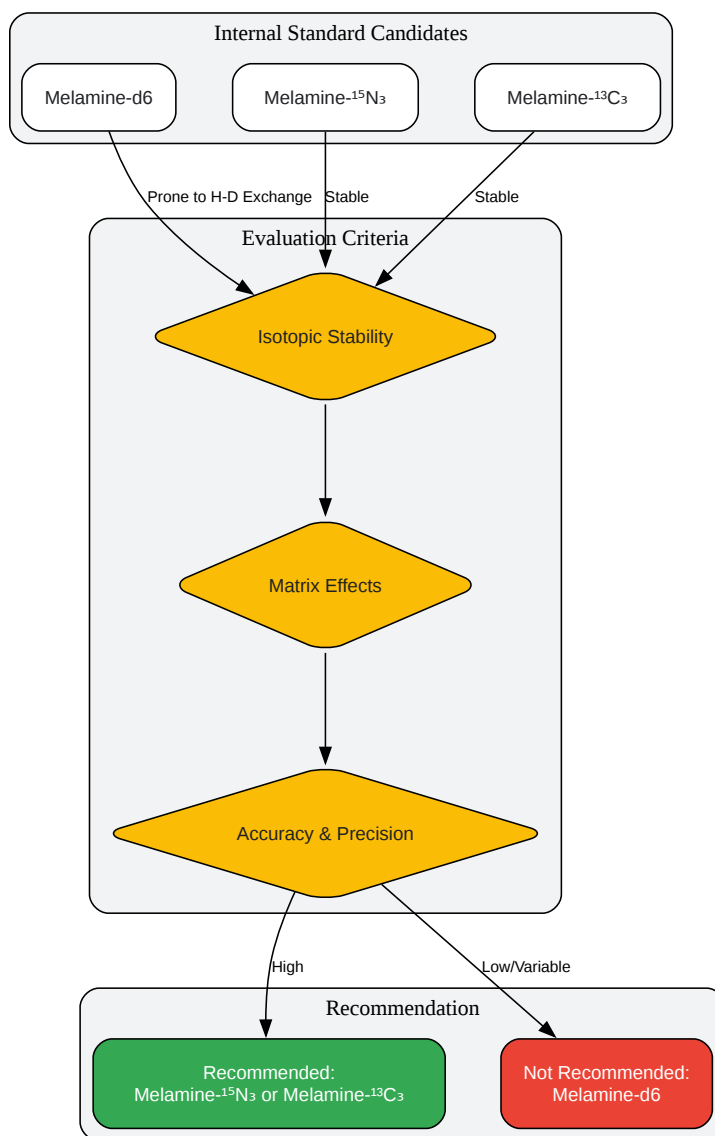 Internal Standard Candidates
Melamine-d6
Melamine-¹⁵N₃
Melamine-¹³C₃
Prone to H-D Exchange
Stable
Stable
Evaluation Criteria
Isotopic Stability
Matrix Effects
Accuracy & Precision
High
Low/Variable
Recommendation
Recommended:
Melamine-¹⁵N₃ or Melamine-¹³C₃
Not Recommended:
Melamine-d6